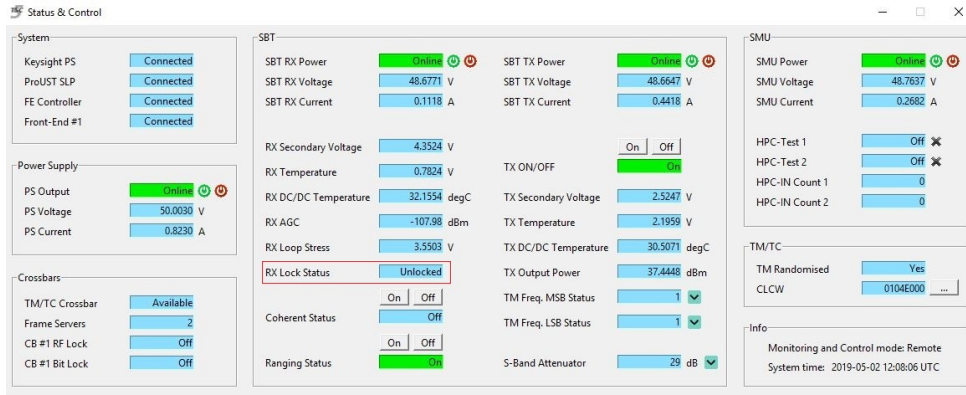 Status & Control
System
Keysight PS Connected
ProUST SLP Connected
FE Controller Connected
Front-End #1 Connected
Power Supply
PS Output Online
PS Voltage 50.0030 V
PS Current 0.8230 A
Crossbars
TM/TC Crossbar Available
Frame Servers 2
CB #1 RF Lock Off
CB #1 Bit Lock Off
SBT
SBT RX Power Online
SBT RX Voltage 48.6771 V
SBT RX Current 0.1118 A
RX Secondary Voltage 4.3524 V
RX Temperature 0.7824 V
RX DC/DC Temperature 32.1554 degC
RX AGC -107.98 dBm
RX Loop Stress 3.5503 V
RX Lock Status Unlocked
On Off
Coherent Status Off
On Off
Ranging Status On
SBT TX Power Online
SBT TX Voltage 48.6647 V
SBT TX Current 0.4418 A
On Off
TX ON/OFF On
TX Secondary Voltage 2.5247 V
TX Temperature 2.1959 V
TX DC/DC Temperature 30.5071 degC
TX Output Power 37.4448 dBm
TM Freq. MSB Status 1
TM Freq. LSB Status 1
S-Band Attenuator 29 dB
SMU
SMU Power Online
SMU Voltage 48.7637 V
SMU Current 0.2682 A
HPC-Test 1 Off
HPC-Test 2 Off
HPC-IN Count 1 0
HPC-IN Count 2 0
TM/TC
TM Randomised Yes
CLCW 0104E000 ...
Info
Monitoring and Control mode: Remote
System time: 2019-05-02 12:08:06 UTC